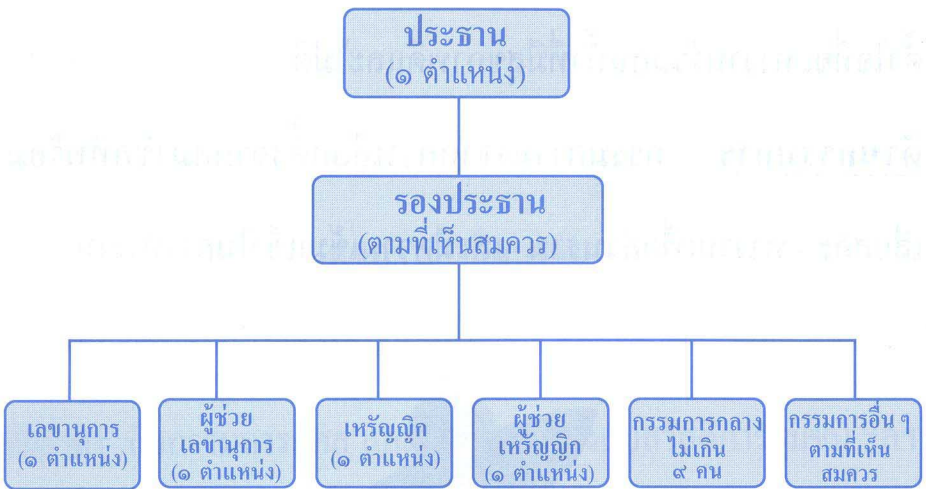 ประธาน
(๑ ตำแหน่ง)
รองประธาน
(ตามที่เห็นสมควร)
เลขานุการ
(๑ ตำแหน่ง)
ผู้ช่วย
เลขานุการ
(๑ ตำแหน่ง)
เหรัญญิก
(๑ ตำแหน่ง)
ผู้ช่วย
เหรัญญิก
(๑ ตำแหน่ง)
กรรมการกลาง
ไม่เกิน
๙ คน
กรรมการอื่น ๆ
ตามที่เห็น
สมควร